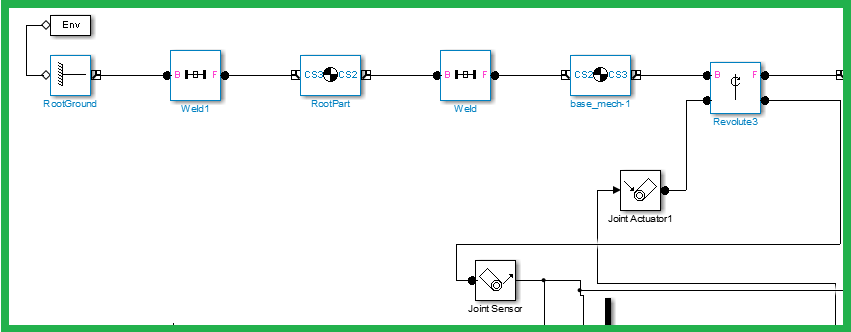 Env
B F
CS3 CS2
B F
CS2 CS3
B F
RootGround
Weld1
RootPart
Weld
base_mech-1
Revolute3
Joint Actuator1
Joint Sensor